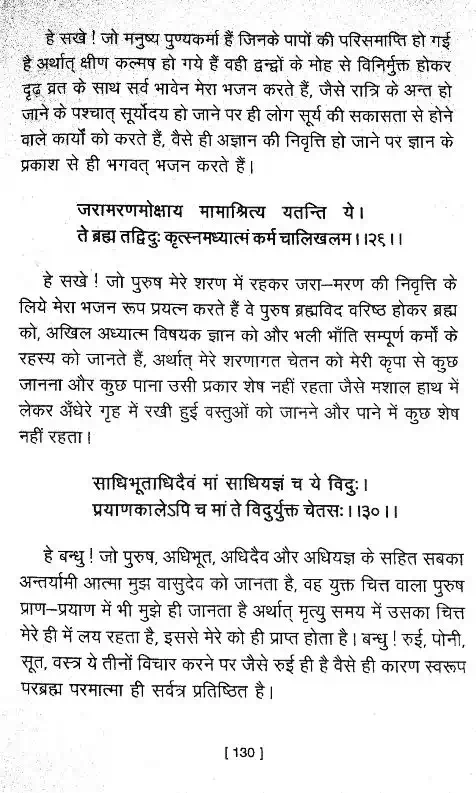 हे सखे ! जो मनुष्य पुण्यकर्मा हैं जिनके पापों की परिसमाप्ति हो गई
है अर्थात् क्षीण कल्मष हो गये हैं वही द्वन्द्वों के मोह से विनिर्मुक्त होकर
दृढ़ व्रत के साथ सर्व भावेन मेरा भजन करते हैं, जैसे रात्रि के अन्त हो
जाने के पश्चात् सूर्योदय हो जाने पर ही लोग सूर्य की सकासता से होने
वाले कार्यों को करते हैं, वैसे ही अज्ञान की निवृत्ति हो जाने पर ज्ञान के
प्रकाश से ही भगवत् भजन करते हैं।
जरामरणमोक्षाय मामाश्रित्य यतन्ति ये।
ते ब्रह्म तद्विदुः कृत्स्नमध्यात्मं कर्म चालिखलम।।२६।।
हे सखे ! जो पुरुष मेरे शरण में रहकर जरा–मरण की निवृत्ति के
लिये मेरा भजन रूप प्रयत्न करते हैं वे पुरुष ब्रह्मविद वरिष्ठ होकर ब्रह्म
को, अखिल अध्यात्म विषयक ज्ञान को और भली भाँति सम्पूर्ण कर्मों के
रहस्य को जानते हैं, अर्थात् मेरे शरणागत चेतन को मेरी कृपा से कुछ
जानना और कुछ पाना उसी प्रकार शेष नहीं रहता जैसे मशाल हाथ में
लेकर अँधेरे गृह में रखी हुई वस्तुओं को जानने और पाने में कुछ शेष
नहीं रहता।
साधिभूताधिदैवं मां साधियज्ञं च ये विदुः।
प्रयाणकालेऽपि च मां ते विदुर्युक्त चेतसः।।३०।।
हे बन्धु ! जो पुरुष, अधिभूत, अधिदैव और अधियज्ञ के सहित सबका
अन्तर्यामी आत्मा मुझ वासुदेव को जानता है, वह युक्त चित्त वाला पुरुष
प्राण–प्रयाण में भी मुझे ही जानता है अर्थात् मृत्यु समय में उसका चित्त
मेरे ही में लय रहता है, इससे मेरे को ही प्राप्त होता है। बन्धु ! रुई, पोनी,
सूत, वस्त्र ये तीनों विचार करने पर जैसे रुई ही है वैसे ही कारण स्वरूप
परब्रह्म परमात्मा ही सर्वत्र प्रतिष्ठित है।
[ 130 ]